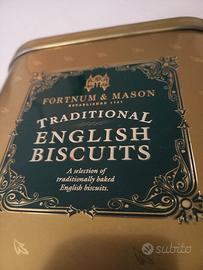 FORTNUM & MASON
ESTABLISHED 1707
TRADITIONAL
ENGLISH
BISCUITS
A selection of
traditionally baked
English biscuits.
subito